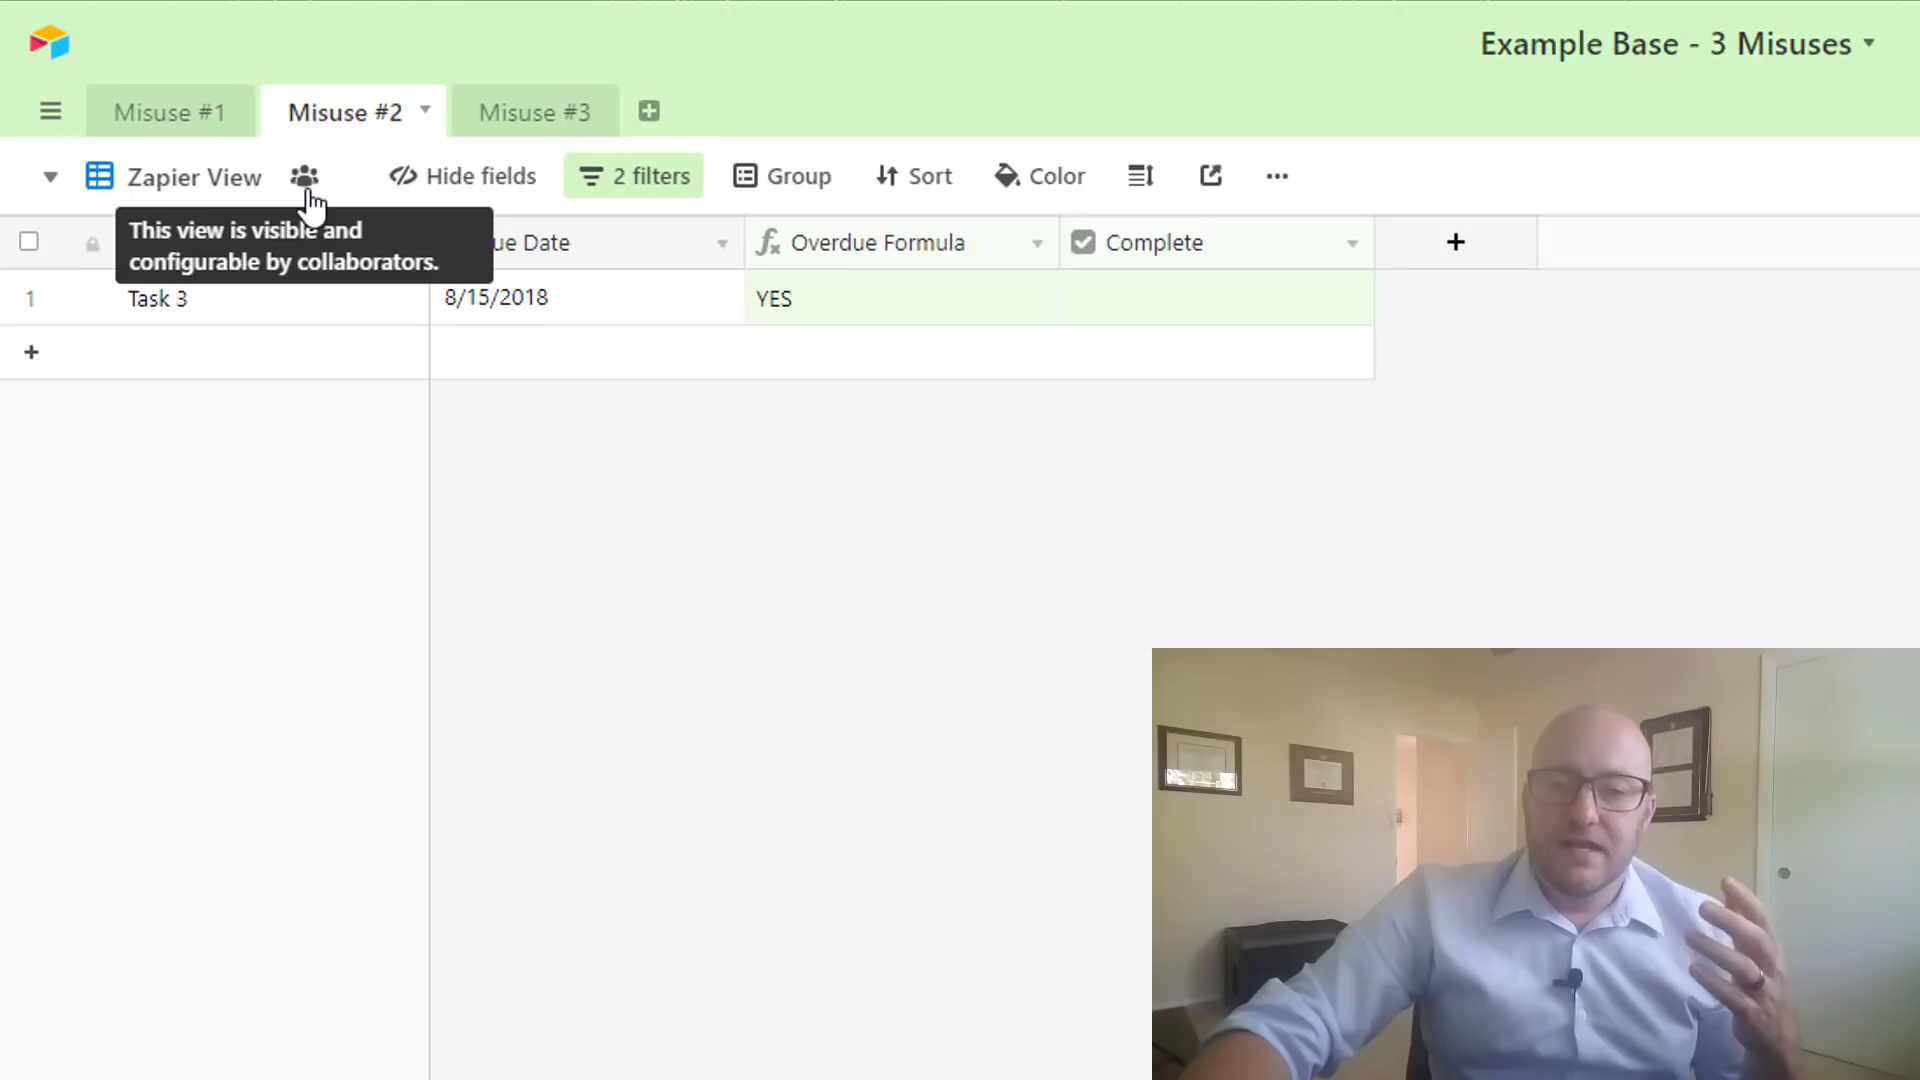 Example Base - 3 Misuses
Misuse #1
Misuse #2
Misuse #3
Zapier View
Hide fields
2 filters
Group
Sort
Color
This view is visible and
configurable by collaborators.
ue Date
Overdue Formula
Complete
1
Task 3
8/15/2018
YES